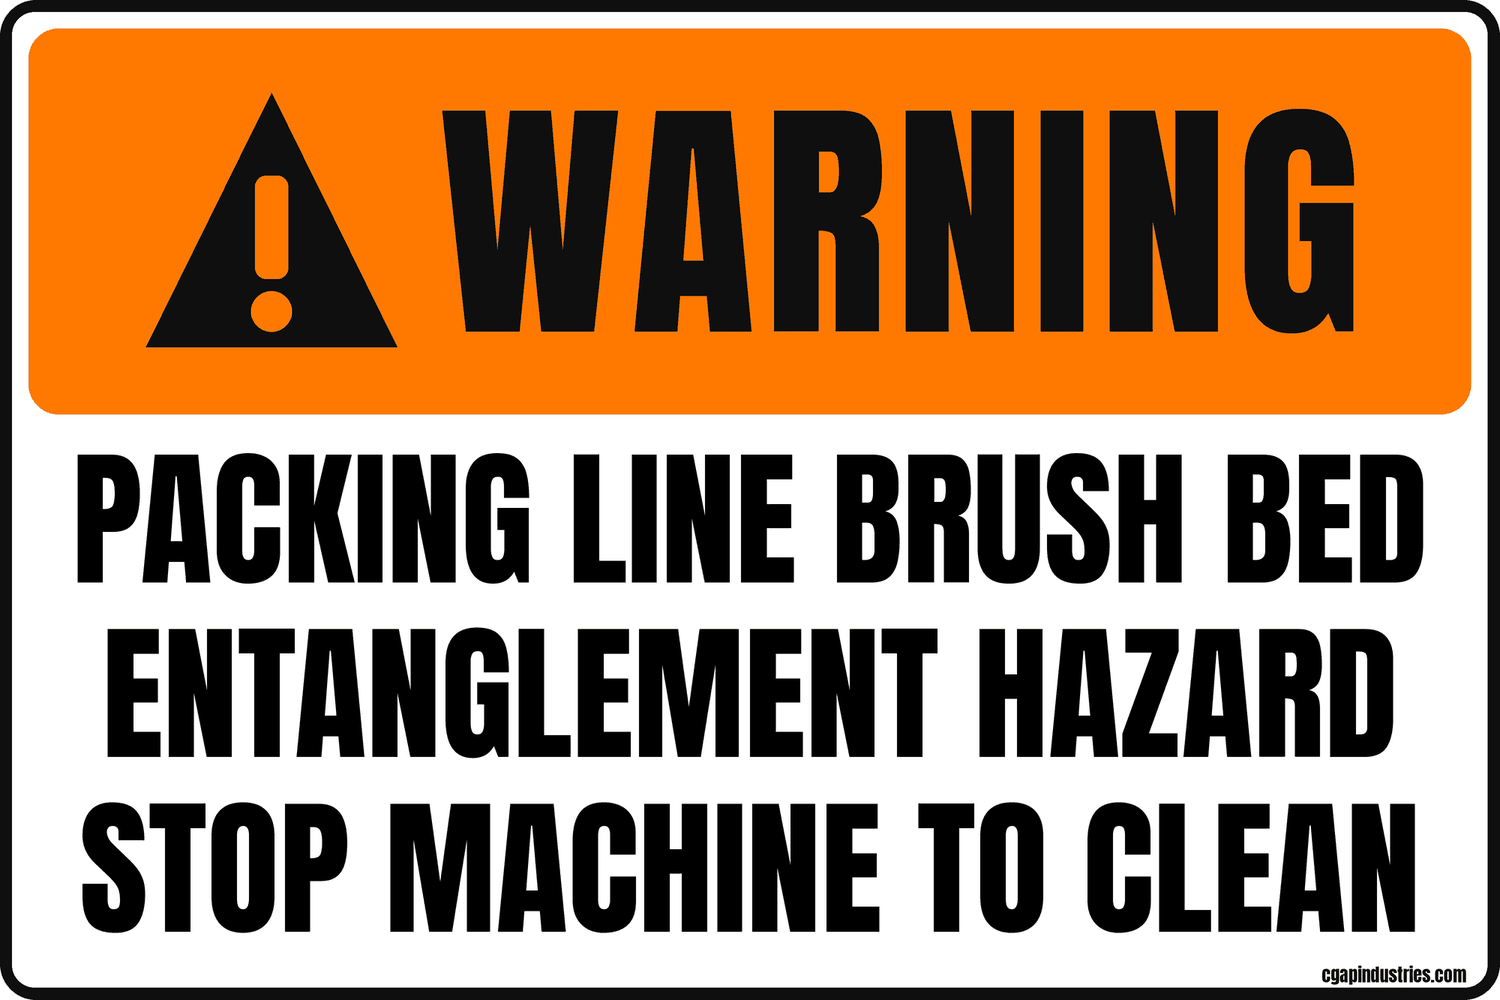 WARNING
PACKING LINE BRUSH BED
ENTANGLEMENT HAZARD
STOP MACHINE TO CLEAN
cgapindustries.com